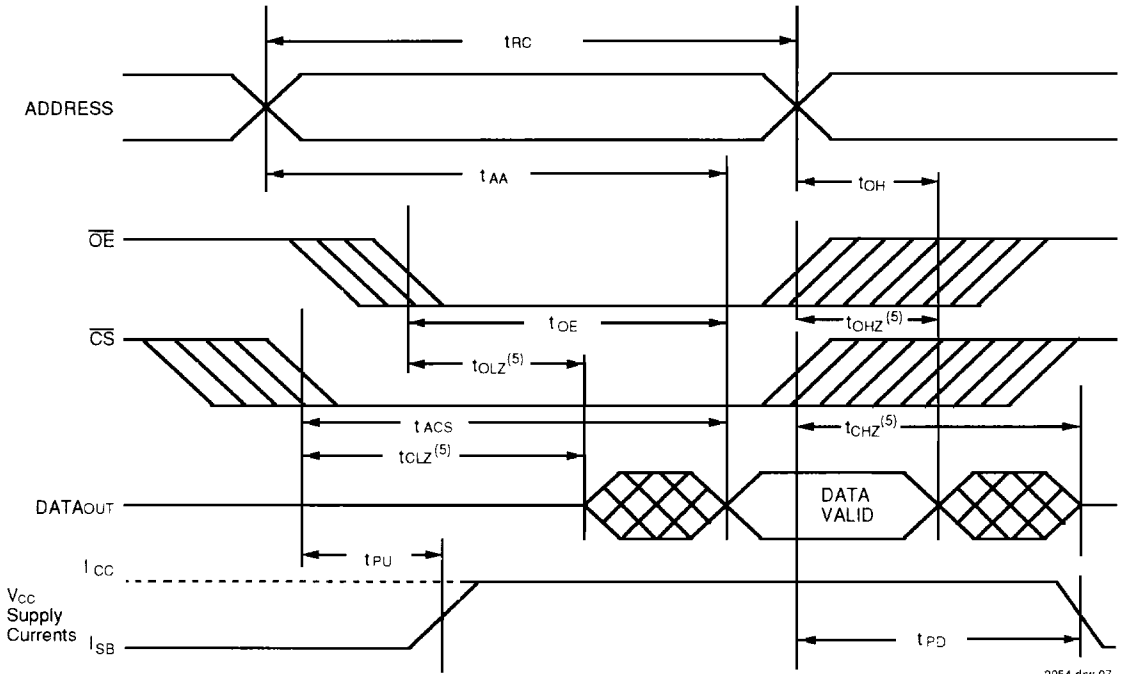 tRC
ADDRESS
tAA
tOH
OE
tOE
tOHZ(5)
CS
tOLZ(5)
tACS
tCHZ(5)
tCLZ(5)
DATAOUT
DATA
VALID
tPU
ICC
VCC
Supply
Currents
ISB
tPD